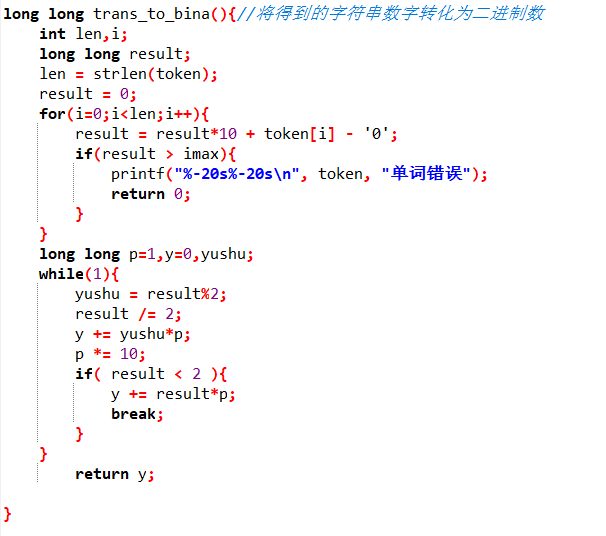 long long trans_to_bina(){//将得到的字符串数字转化为二进制数
    int len,i;
    long long result;
    len = strlen(token);
    result = 0;
    for(i=0;i<len;i++){
        result = result*10 + token[i] - '0';
        if(result > imax){
            printf("%-20s%-20s\n", token, "单词错误");
            return 0;
        }
    }
    long long p=1,y=0,yushu;
    while(1){
        yushu = result%2;
        result /= 2;
        y += yushu*p;
        p *= 10;
        if( result < 2 ){
            y += result*p;
            break;
        }
    }
        return y;
}